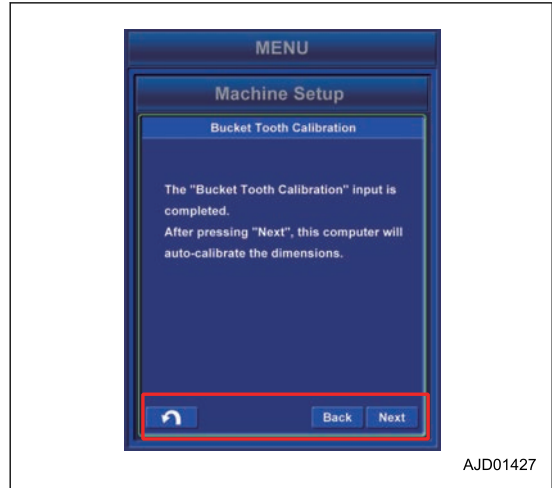 MENU
Machine Setup
Bucket Tooth Calibration
The "Bucket Tooth Calibration" input is
completed.
After pressing "Next", this computer will
auto-calibrate the dimensions.
Back Next
AJD01427